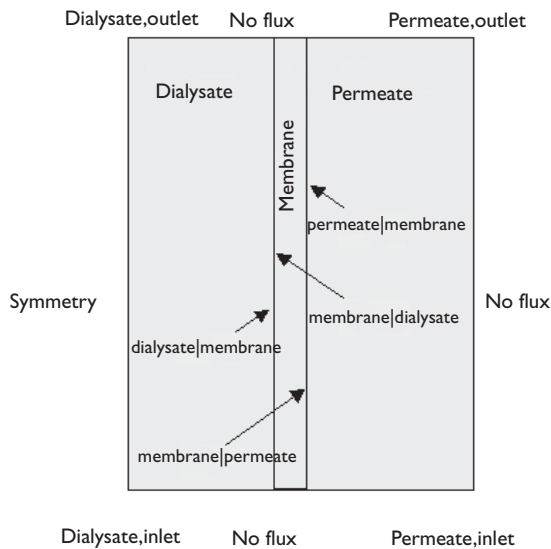 Dialysate,outlet
No flux
Permeate,outlet
Dialysate
Permeate
Membrane
permeate|membrane
Symmetry
No flux
membrane|dialysate
dialysate|membrane
membrane|permeate
Dialysate,inlet
No flux
Permeate,inlet